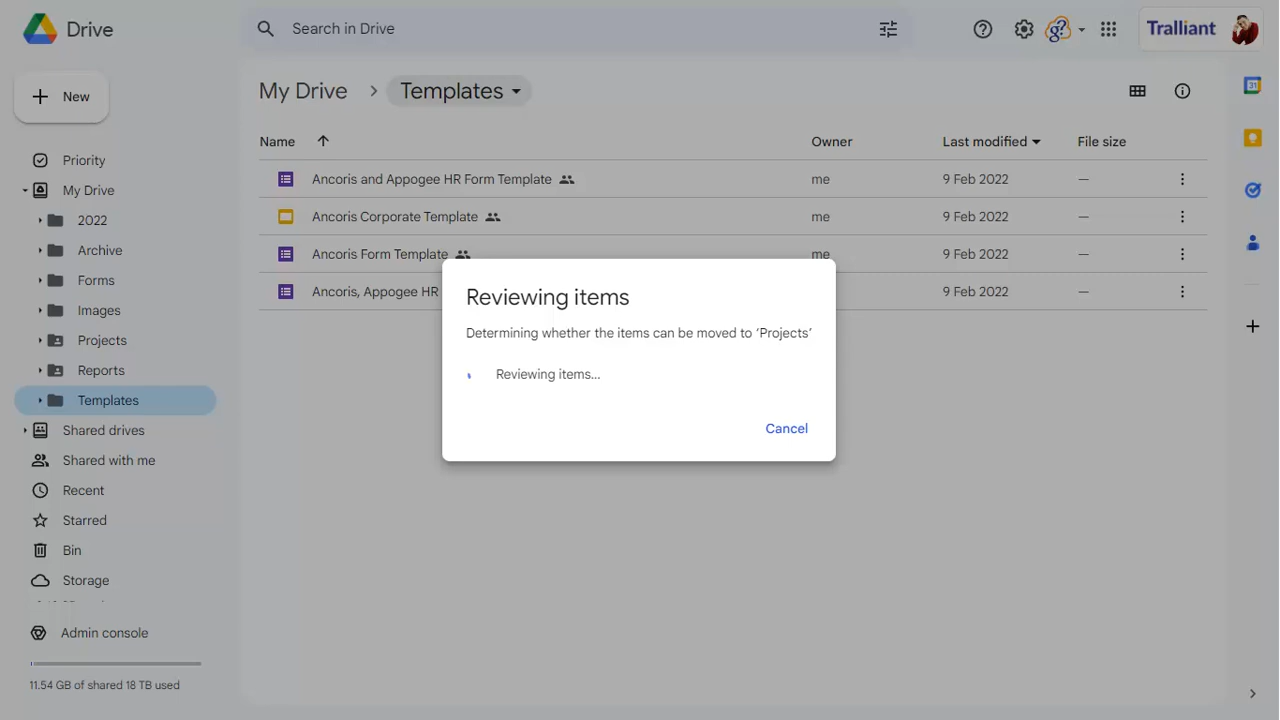 Drive
Search in Drive
Tralliant
New
My Drive
Templates
Name
Owner
Last modified
File size
Priority
My Drive
2022
Archive
Forms
Images
Projects
Reports
Templates
Shared drives
Shared with me
Recent
Starred
Bin
Storage
Admin console
11.54 GB of shared 18 TB used
Ancoris and Appogee HR Form Template
me
9 Feb 2022
—
Ancoris Corporate Template
me
9 Feb 2022
—
Ancoris Form Template
me
9 Feb 2022
—
Ancoris, Appogee HR
9 Feb 2022
—
Reviewing items
Determining whether the items can be moved to ‘Projects’
Reviewing items...
Cancel
31